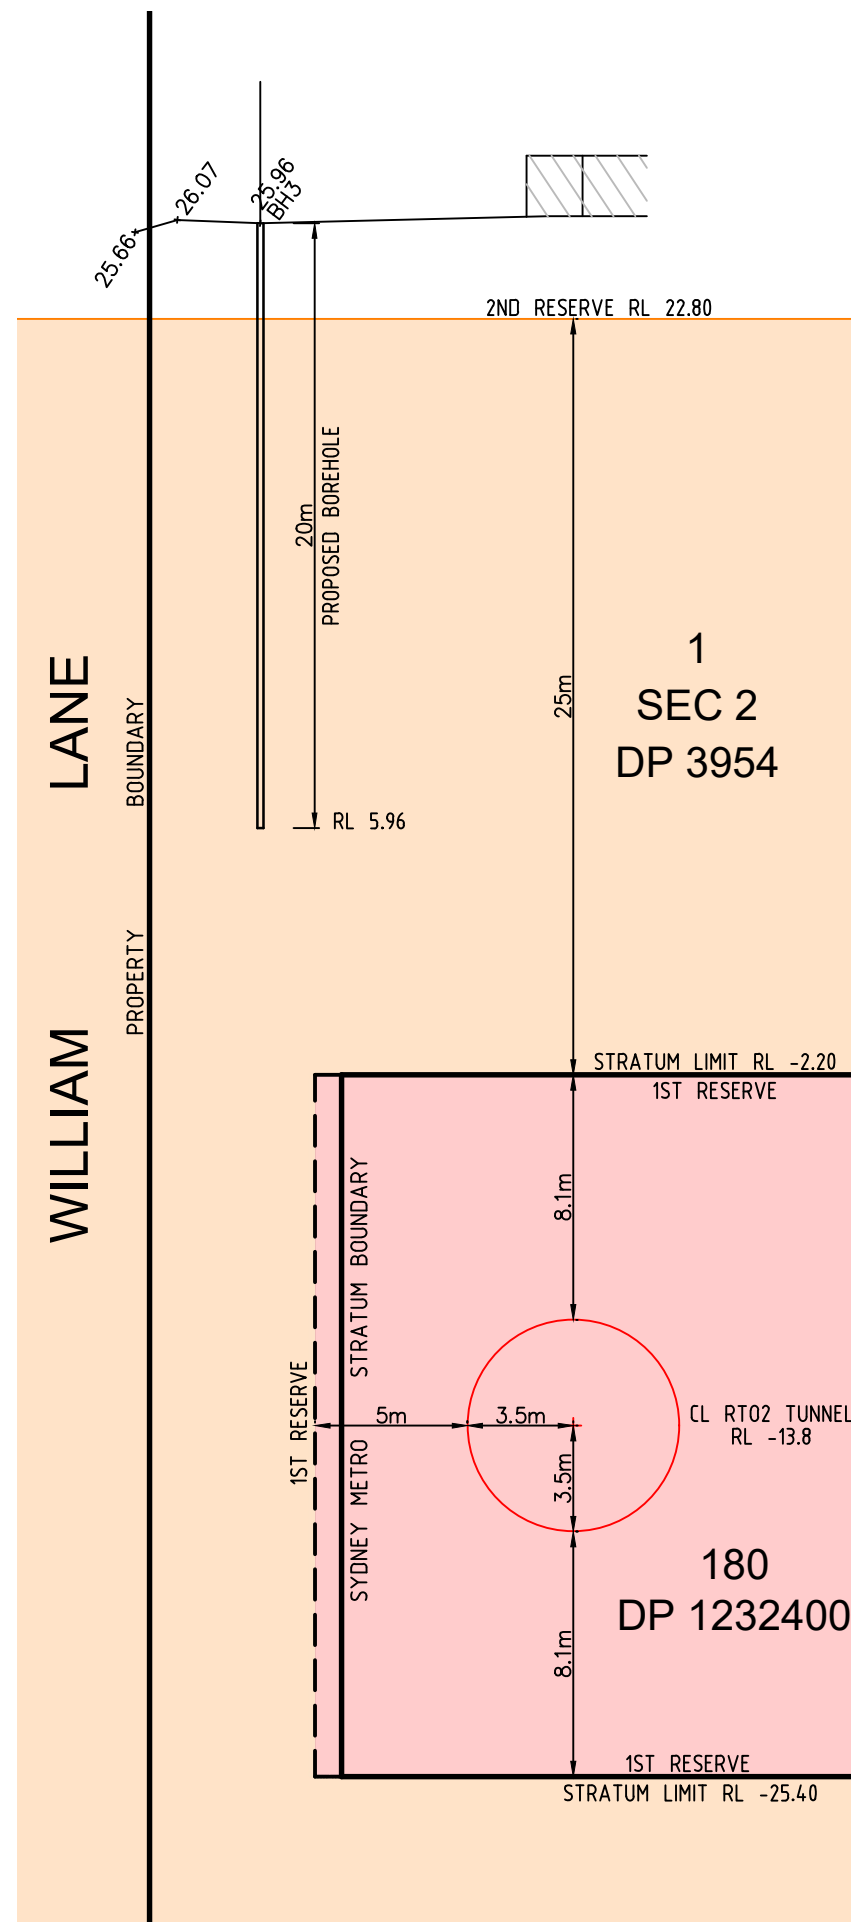 25.66
26.07
25.96
BH3
2ND RESERVE RL 22.80
20m
PROPOSED BOREHOLE
25m
1
SEC 2
DP 3954
RL 5.96
WILLIAM LANE
PROPERTY BOUNDARY
STRATUM LIMIT RL -2.20
1ST RESERVE
8.1m
SYDNEY METRO STRATUM BOUNDARY
1ST RESERVE
5m
3.5m
CL RT02 TUNNEL
RL -13.8
3.5m
180
DP 1232400
8.1m
1ST RESERVE
STRATUM LIMIT RL -25.40